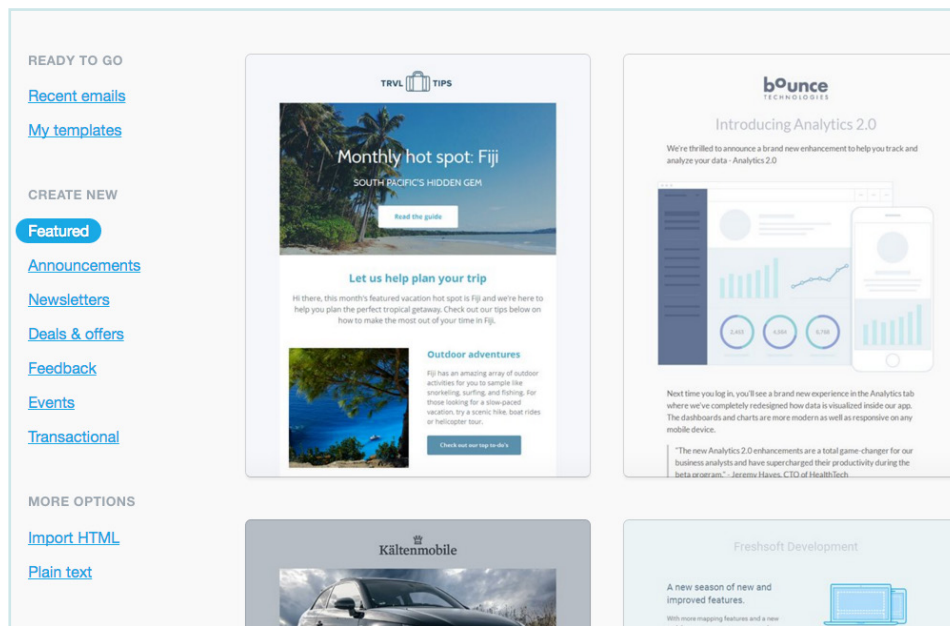 READY TO GO
Recent emails
My templates
CREATE NEW
Featured
Announcements
Newsletters
Deals & offers
Feedback
Events
Transactional
MORE OPTIONS
Import HTML
Plain text
TRVL TIPS
Monthly hot spot: Fiji
SOUTH PACIFIC'S HIDDEN GEM
Read the guide
Let us help plan your trip
Hi there, this month's featured vacation hot spot is Fiji and we're here to
help you plan the perfect tropical getaway. Check out our tips below on
how to make the most out of your time in Fiji.
Outdoor adventures
Fiji has an amazing array of outdoor
activities for you to sample like
snorkeling, surfing, and fishing. For
those looking for a slow-paced
vacation, try a scenic hike, boat rides
or helicopter tour.
Check out our top to-do's
bounce
TECHNOLOGIES
Introducing Analytics 2.0
We're thrilled to announce a brand new enhancement to help you track and
analyze your data - Analytics 2.0
Next time you log in, you'll see a brand new experience in the Analytics tab
where we've completely redesigned how data is visualized inside our app.
The dashboards and charts are more modern as well as responsive on any
mobile device.
"The new Analytics 2.0 enhancements are a total game-changer for our
business analysts and have supercharged their productivity during the
beta program." - Jeremy Hayes, CTO of HealthTech
Kältenmobile
Freshsoft Development
A new season of new and
improved features.
With more mapping features and a new